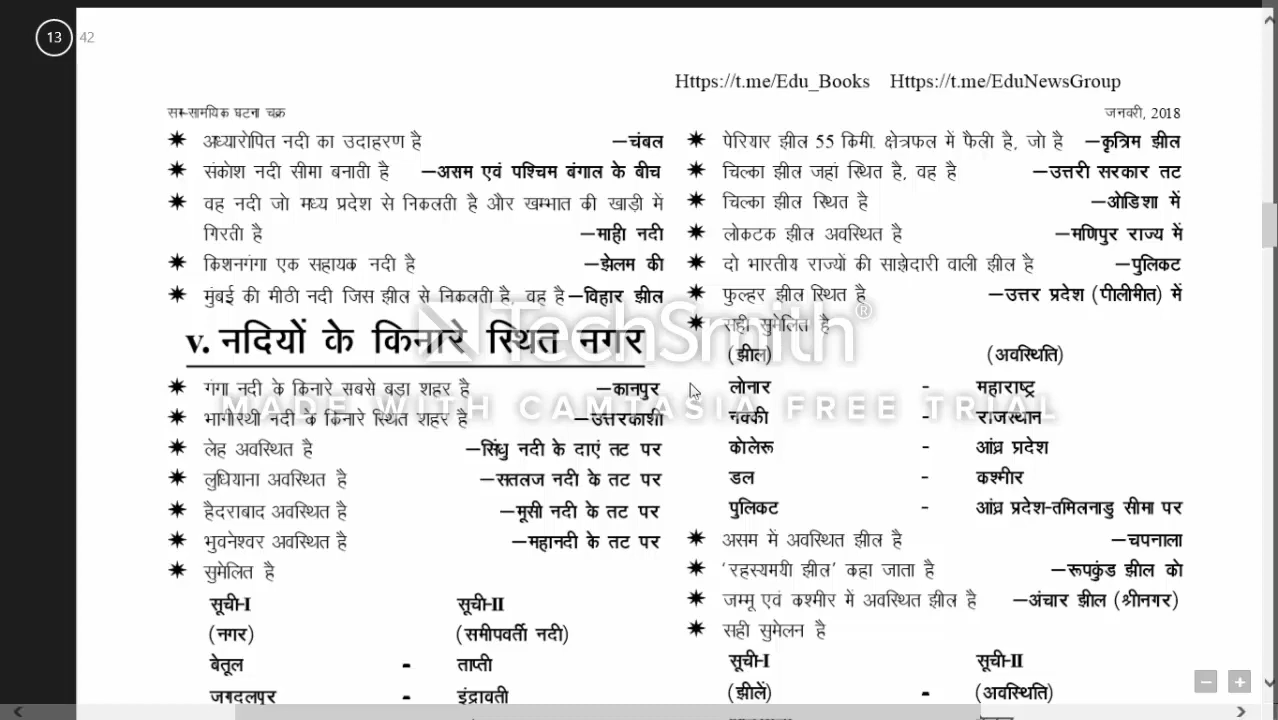 13
42
Https://t.me/Edu_Books Https://t.me/EduNewsGroup
सम-सामयिक घटना चक्र
जनवरी, 2018
✷ अध्यारोपित नदी का उदाहरण है –चंबल
✷ संकोश नदी सीमा बनाती है –असम एवं पश्चिम बंगाल के बीच
✷ वह नदी जो मध्य प्रदेश से निकलती है और खम्भात की खाड़ी में
गिरती है –माही नदी
✷ किशनगंगा एक सहायक नदी है –झेलम की
✷ मुंबई की मीठी नदी जिस झील से निकलती है, वह है–विहार झील
v. नदियों के किनारे स्थित नगर
✷ गंगा नदी के किनारे सबसे बड़ा शहर है –कानपुर
✷ भागीरथी नदी के किनारे स्थित शहर है –उत्तरकाशी
✷ लेह अवस्थित है –सिंधु नदी के दाएं तट पर
✷ लुधियाना अवस्थित है –सतलज नदी के तट पर
✷ हैदराबाद अवस्थित है –मूसी नदी के तट पर
✷ भुवनेश्वर अवस्थित है –महानदी के तट पर
✷ सुमेलित है
सूची-I सूची-II
(नगर) (समीपवर्ती नदी)
बेतूल - ताप्ती
जगदलपुर - इंद्रावती
✷ पेरियार झील 55 किमी. क्षेत्रफल में फैली है, जो है –कृत्रिम झील
✷ चिल्का झील जहां स्थित है, वह है –उत्तरी सरकार तट
✷ चिल्का झील स्थित है –ओडिशा में
✷ लोकटक झील अवस्थित है –मणिपुर राज्य में
✷ दो भारतीय राज्यों की साझेदारी वाली झील है –पुलिकट
✷ फुल्हर झील स्थित है –उत्तर प्रदेश (पीलीभीत) में
✷ सही सुमेलित है
(झील) (अवस्थिति)
लोनार - महाराष्ट्र
नक्की - राजस्थान
कोलेरू - आंध्र प्रदेश
डल - कश्मीर
पुलिकट - आंध्र प्रदेश-तमिलनाडु सीमा पर
✷ असम में अवस्थित झील है –चपनाला
✷ ‘रहस्यमयी झील’ कहा जाता है –रूपकुंड झील को
✷ जम्मू एवं कश्मीर में अवस्थित झील है –अंचार झील (श्रीनगर)
✷ सही सुमेलन है
सूची-I सूची-II
(झीलें) - (अवस्थिति)
TechSmith®
MADE WITH CAMTASIA FREE TRIAL